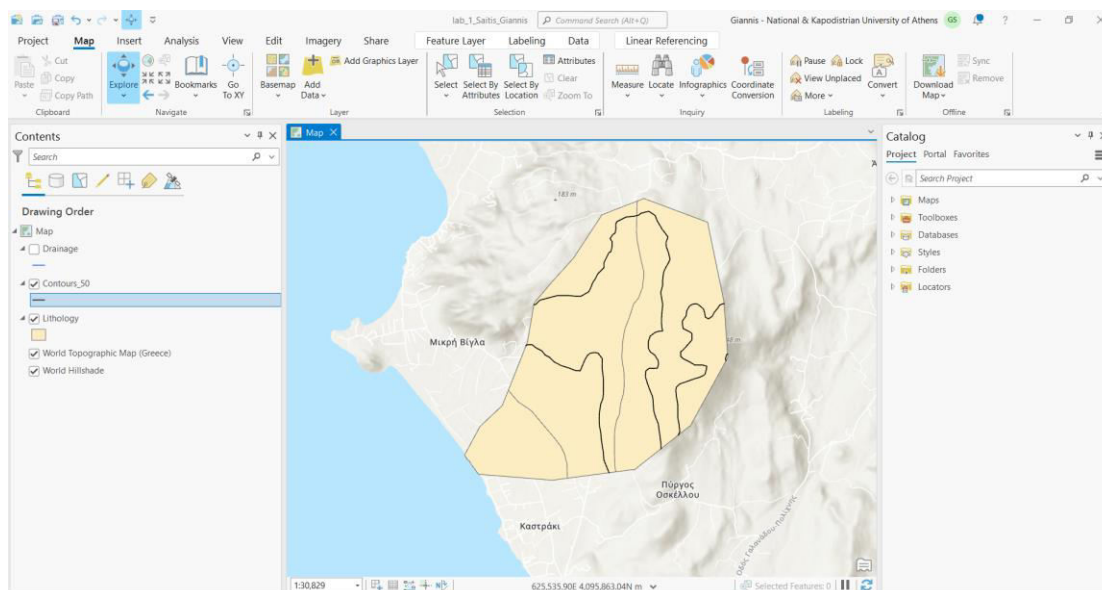 lab_1_Saitis_Giannis
Command Search (Alt+Q)
Giannis - National & Kapodistrian University of Athens
GS
?
Project Map Insert Analysis View Edit Imagery Share Feature Layer Labeling Data Linear Referencing
Paste
Cut
Copy
Copy Path
Clipboard
Explore
Bookmarks
Go To XY
Navigate
Basemap
Add Data
Add Graphics Layer
Layer
Select
Select By Attributes
Select By Location
Attributes
Clear
Zoom To
Selection
Measure
Locate
Infographics
Coordinate Conversion
Inquiry
Pause
Lock
View Unplaced
More
Labeling
Convert
Download Map
Sync
Remove
Offline
Contents
Search
Drawing Order
Map
Drainage
Contours_50
Lithology
World Topographic Map (Greece)
World Hillshade
Map
183 m
Μικρή Βίγλα
Πύργος
Οσκέλλου
Καστράκι
Οδός Γαλανάδου-Πολίχνης
1:30,829
625,535.90E 4,095,863.04N m
Selected Features: 0
Catalog
Project Portal Favorites
Search Project
Maps
Toolboxes
Databases
Styles
Folders
Locators